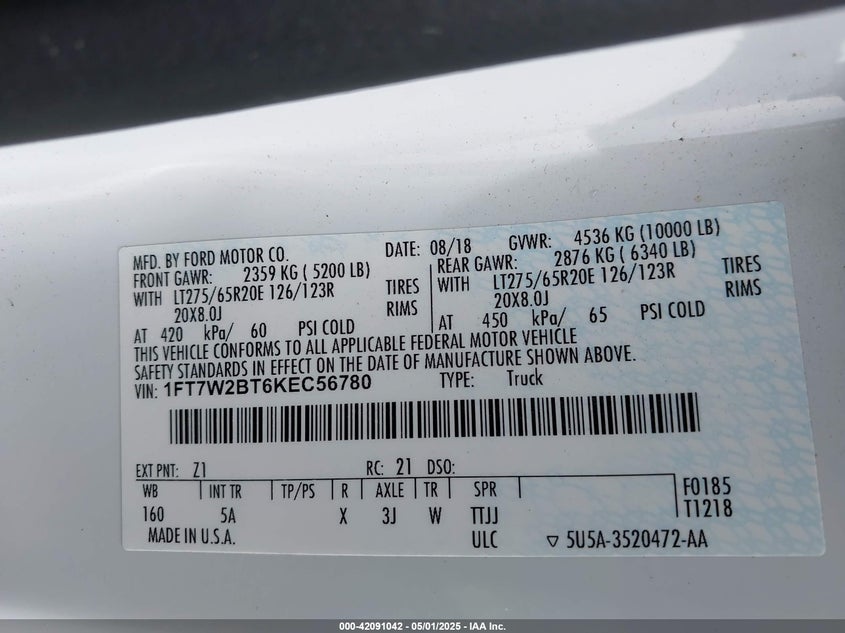 MFD. BY FORD MOTOR CO. DATE: 08/18 GVWR: 4536 KG (10000 LB)
FRONT GAWR: 2359 KG ( 5200 LB) REAR GAWR: 2876 KG ( 6340 LB)
WITH LT275/65R20E 126/123R TIRES WITH LT275/65R20E 126/123R TIRES
20X8.0J RIMS 20X8.0J RIMS
AT 420 kPa/ 60 PSI COLD AT 450 kPa/ 65 PSI COLD
THIS VEHICLE CONFORMS TO ALL APPLICABLE FEDERAL MOTOR VEHICLE
SAFETY STANDARDS IN EFFECT ON THE DATE OF MANUFACTURE SHOWN ABOVE.
VIN: 1FT7W2BT6KEC56780 TYPE: Truck
EXT PNT: Z1 RC: 21 DSO:
WB INT TR TP/PS R AXLE TR SPR F0185
160 5A X 3J W TTJJ T1218
MADE IN U.S.A. ULC ▽ 5U5A-3520472-AA
000-42091042 - 05/01/2025 - IAA Inc.